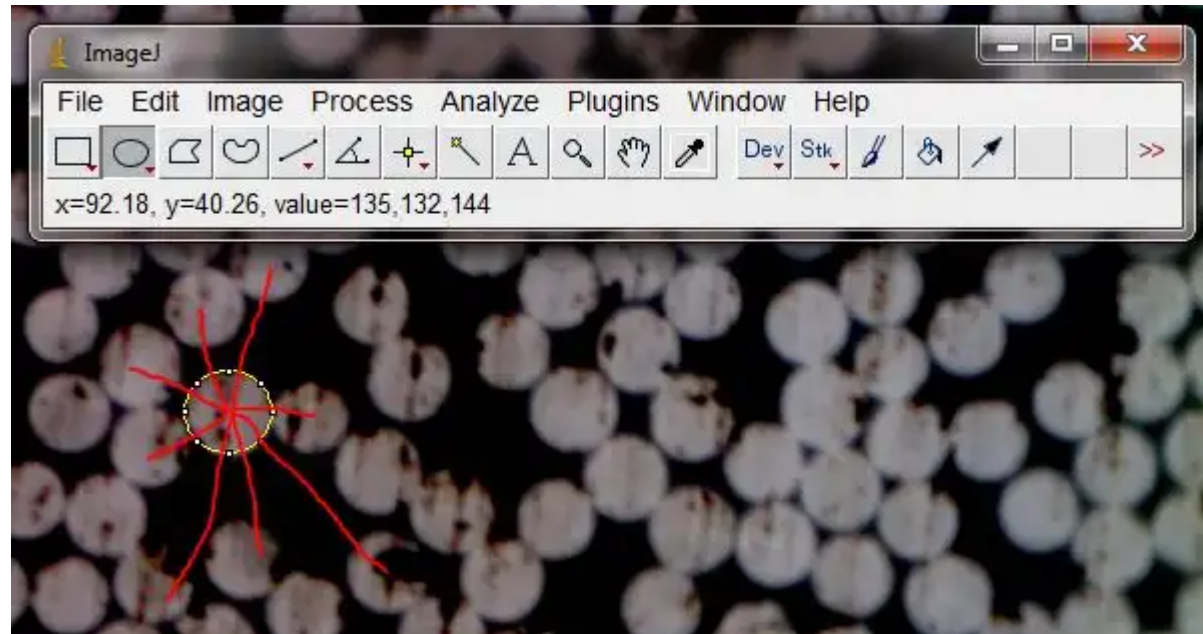 ImageJ
File Edit Image Process Analyze Plugins Window Help
A Dev Stk >>
x=92.18, y=40.26, value=135,132,144